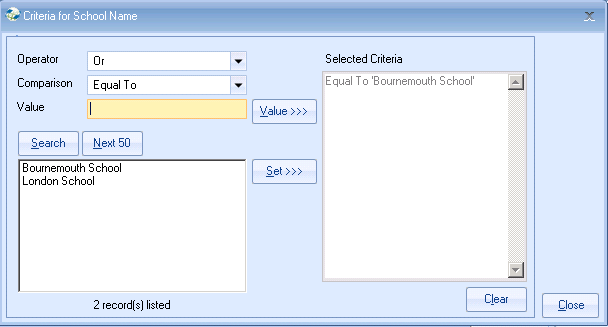 Criteria for School Name
Operator
Or
Comparison
Equal To
Value
Value >>>
Search
Next 50
Bournemouth School
London School
Set >>>
2 record(s) listed
Selected Criteria
Equal To 'Bournemouth School'
Clear
Close